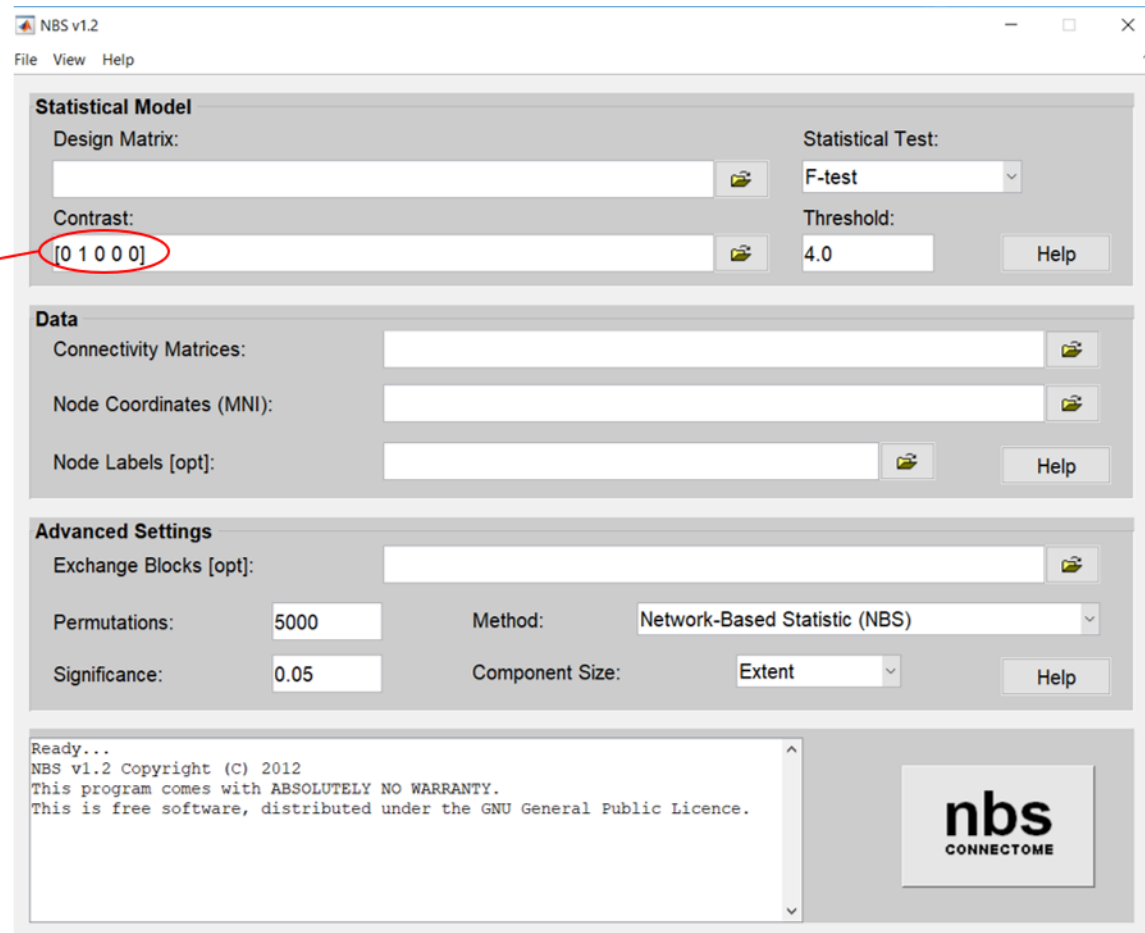 NBS v1.2
File View Help
Statistical Model
Design Matrix:
Statistical Test:
F-test
Contrast:
Threshold:
[0 1 0 0 0]
4.0
Help
Data
Connectivity Matrices:
Node Coordinates (MNI):
Node Labels [opt]:
Help
Advanced Settings
Exchange Blocks [opt]:
Permutations: 5000 Method: Network-Based Statistic (NBS)
Significance: 0.05 Component Size: Extent Help
Ready...
NBS v1.2 Copyright (C) 2012
This program comes with ABSOLUTELY NO WARRANTY.
This is free software, distributed under the GNU General Public Licence.
nbs
CONNECTOME